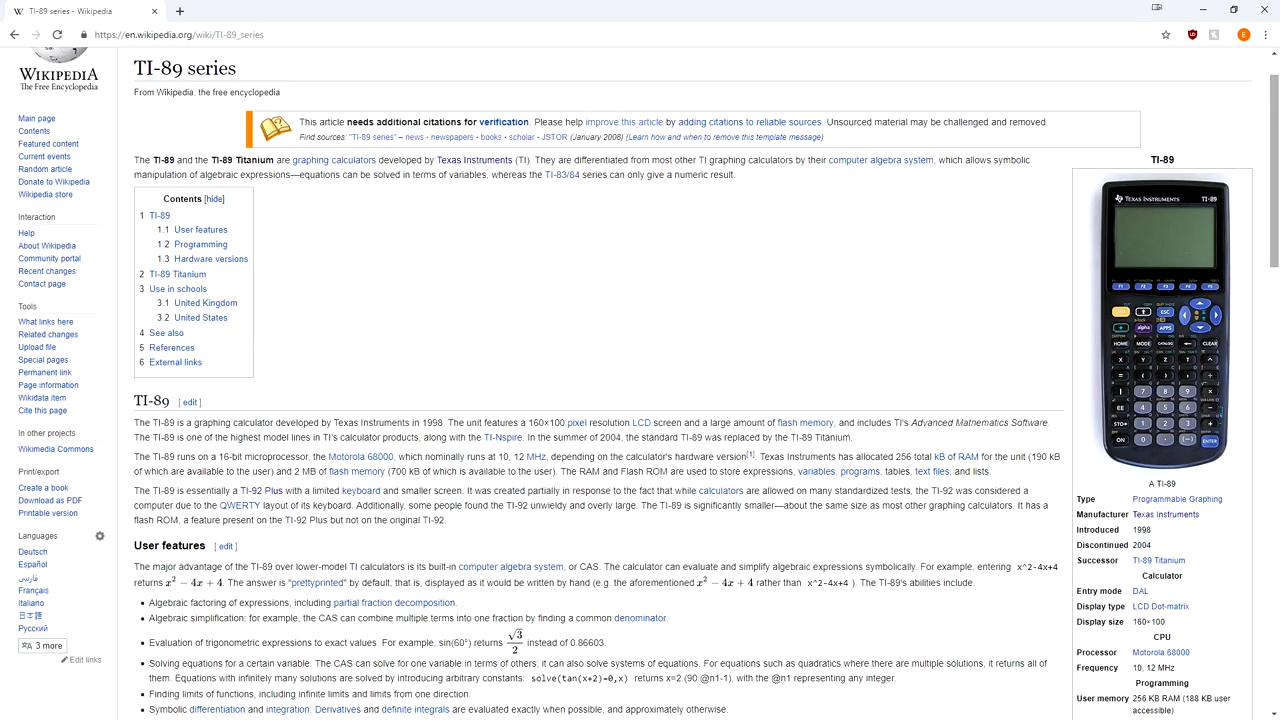 TI-89 series - Wikipedia
https://en.wikipedia.org/wiki/TI-89_series
E
WIKIPEDIA
The Free Encyclopedia
Main page
Contents
Featured content
Current events
Random article
Donate to Wikipedia
Wikipedia store
Interaction
Help
About Wikipedia
Community portal
Recent changes
Contact page
Tools
What links here
Related changes
Upload file
Special pages
Permanent link
Page information
Wikidata item
Cite this page
In other projects
Wikimedia Commons
Print/export
Create a book
Download as PDF
Printable version
Languages
Deutsch
Español
فارسی
Français
Italiano
日本語
Русский
3 more
Edit links
TI-89 series
From Wikipedia, the free encyclopedia
This article needs additional citations for verification. Please help improve this article by adding citations to reliable sources. Unsourced material may be challenged and removed.
Find sources: "TI-89 series" – news · newspapers · books · scholar · JSTOR (January 2008) (Learn how and when to remove this template message)
The TI-89 and the TI-89 Titanium are graphing calculators developed by Texas Instruments (TI). They are differentiated from most other TI graphing calculators by their computer algebra system, which allows symbolic
manipulation of algebraic expressions—equations can be solved in terms of variables, whereas the TI-83/84 series can only give a numeric result.
Contents [hide]
1 TI-89
1.1 User features
1.2 Programming
1.3 Hardware versions
2 TI-89 Titanium
3 Use in schools
3.1 United Kingdom
3.2 United States
4 See also
5 References
6 External links
TI-89 [ edit ]
The TI-89 is a graphing calculator developed by Texas Instruments in 1998. The unit features a 160×100 pixel resolution LCD screen and a large amount of flash memory, and includes TI's Advanced Mathematics Software.
The TI-89 is one of the highest model lines in TI's calculator products, along with the TI-Nspire. In the summer of 2004, the standard TI-89 was replaced by the TI-89 Titanium.
The TI-89 runs on a 16-bit microprocessor, the Motorola 68000, which nominally runs at 10, 12 MHz, depending on the calculator's hardware version[1]. Texas Instruments has allocated 256 total kB of RAM for the unit (190 kB
of which are available to the user) and 2 MB of flash memory (700 kB of which is available to the user). The RAM and Flash ROM are used to store expressions, variables, programs, tables, text files, and lists.
The TI-89 is essentially a TI-92 Plus with a limited keyboard and smaller screen. It was created partially in response to the fact that while calculators are allowed on many standardized tests, the TI-92 was considered a
computer due to the QWERTY layout of its keyboard. Additionally, some people found the TI-92 unwieldy and overly large. The TI-89 is significantly smaller—about the same size as most other graphing calculators. It has a
flash ROM, a feature present on the TI-92 Plus but not on the original TI-92.
User features [ edit ]
The major advantage of the TI-89 over lower-model TI calculators is its built-in computer algebra system, or CAS. The calculator can evaluate and simplify algebraic expressions symbolically. For example, entering x^2-4x+4
returns x² − 4x + 4. The answer is "prettyprinted" by default; that is, displayed as it would be written by hand (e.g. the aforementioned x² − 4x + 4 rather than x^2-4x+4 ). The TI-89's abilities include:
• Algebraic factoring of expressions, including partial fraction decomposition.
• Algebraic simplification; for example, the CAS can combine multiple terms into one fraction by finding a common denominator.
• Evaluation of trigonometric expressions to exact values. For example, sin(60°) returns √3/2 instead of 0.86603.
• Solving equations for a certain variable. The CAS can solve for one variable in terms of others; it can also solve systems of equations. For equations such as quadratics where there are multiple solutions, it returns all of
them. Equations with infinitely many solutions are solved by introducing arbitrary constants: solve(tan(x+2)=0,x) returns x=2.(90.@n1-1), with the @n1 representing any integer.
• Finding limits of functions, including infinite limits and limits from one direction.
• Symbolic differentiation and integration. Derivatives and definite integrals are evaluated exactly when possible, and approximately otherwise.
TI-89
TEXAS INSTRUMENTS TI-89
F1 F2 F3 F4 F5
ESC
alpha APPS
HOME MODE CATALOG CLEAR
X Y Z T ^
= ( ) , ÷
| 7 8 9 ×
EE 4 5 6 −
STO 1 2 3 +
ON 0 . (−) ENTER
A TI-89
Type Programmable Graphing
Manufacturer Texas Instruments
Introduced 1998
Discontinued 2004
Successor TI-89 Titanium
Calculator
Entry mode DAL
Display type LCD Dot-matrix
Display size 160×100
CPU
Processor Motorola 68000
Frequency 10, 12 MHz
Programming
User memory 256 KB RAM (188 KB user
accessible)